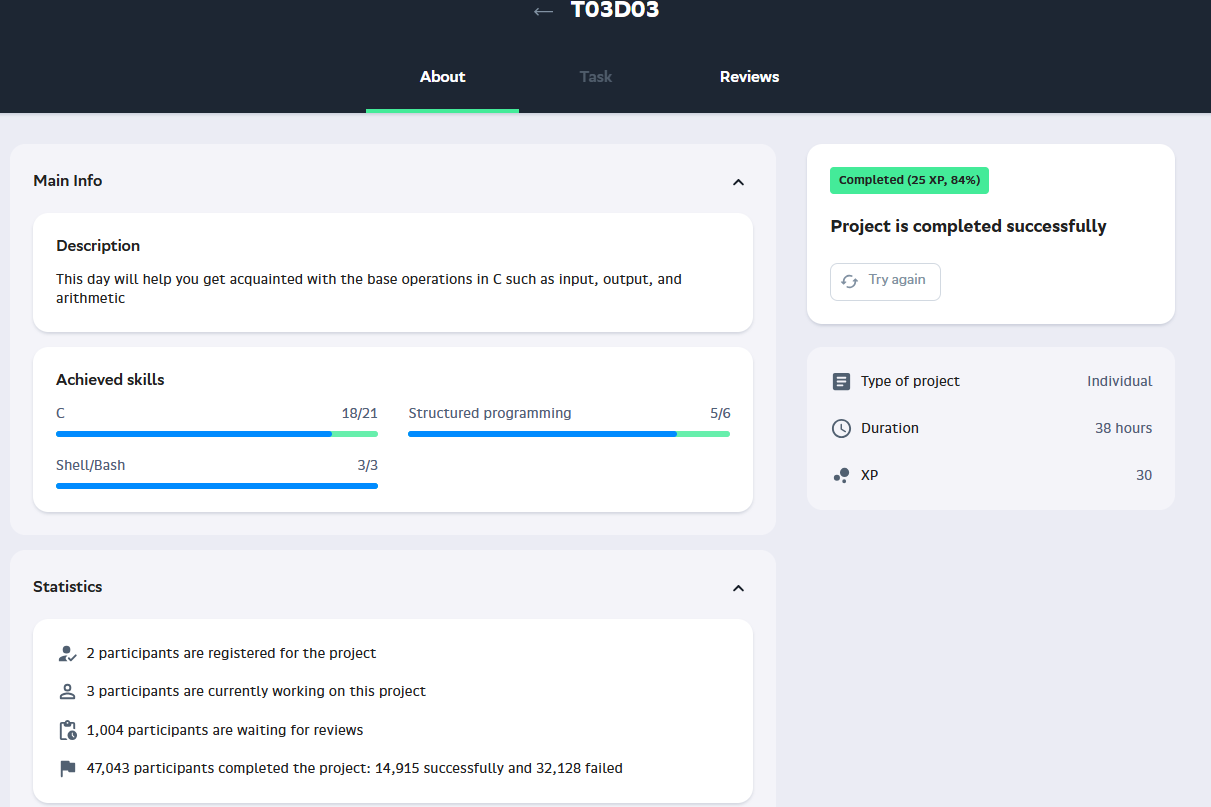 T03D03
About
Task
Reviews
Main Info
Description
This day will help you get acquainted with the base operations in C such as input, output, and
arithmetic
Achieved skills
C 18/21
Structured programming 5/6
Shell/Bash 3/3
Statistics
2 participants are registered for the project
3 participants are currently working on this project
1,004 participants are waiting for reviews
47,043 participants completed the project: 14,915 successfully and 32,128 failed
Completed (25 XP, 84%)
Project is completed successfully
Try again
Type of project Individual
Duration 38 hours
XP 30